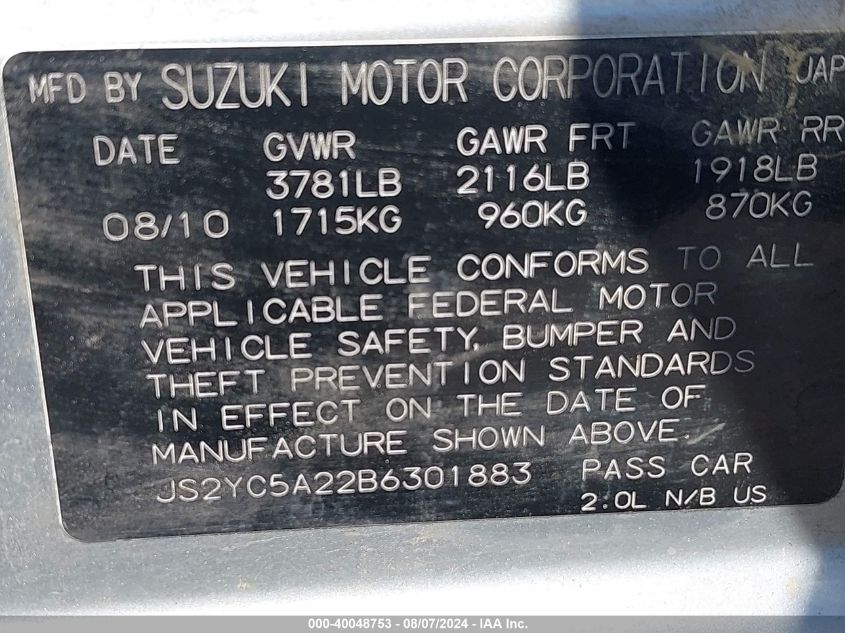 MFD BY SUZUKI MOTOR CORPORATION JAP
DATE GVWR GAWR FRT GAWR RR
3781LB 2116LB 1918LB
08/10 1715KG 960KG 870KG
THIS VEHICLE CONFORMS TO ALL
APPLICABLE FEDERAL MOTOR
VEHICLE SAFETY, BUMPER AND
THEFT PREVENTION STANDARDS
IN EFFECT ON THE DATE OF
MANUFACTURE SHOWN ABOVE.
JS2YC5A22B6301883 PASS CAR
2.0L N/B US
000-40048753 - 08/07/2024 - IAA Inc.